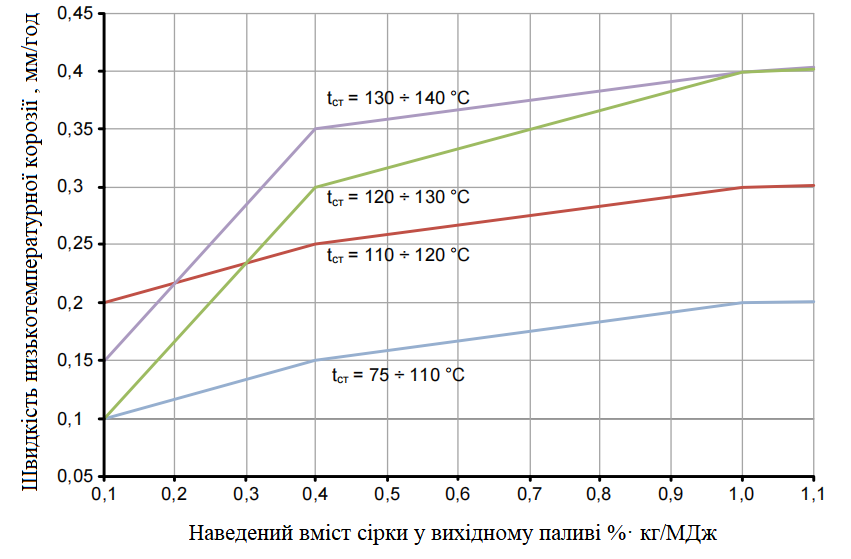 Швидкість низькотемпературної корозії , мм/год
0,45
0,4
0,35
0,3
0,25
0,2
0,15
0,1
0,05
tст = 130 ÷ 140 °C
tст = 120 ÷ 130 °C
tст = 110 ÷ 120 °C
tст = 75 ÷ 110 °C
0,1 0,2 0,3 0,4 0,5 0,6 0,7 0,8 0,9 1,0 1,1
Наведений вміст сірки у вихідному паливі %· кг/МДж